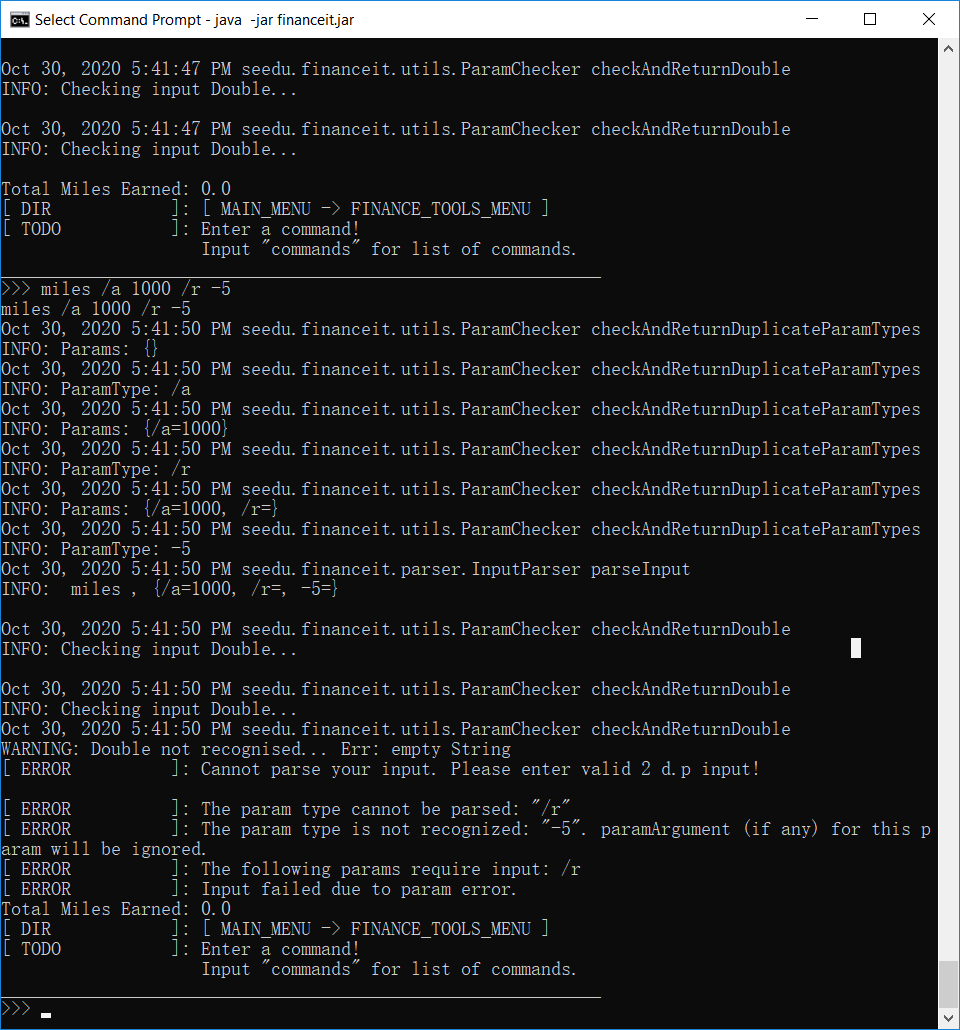 Select Command Prompt - java  -jar financeit.jar
Oct 30, 2020 5:41:47 PM seedu.financeit.utils.ParamChecker checkAndReturnDouble
INFO: Checking input Double...
Oct 30, 2020 5:41:47 PM seedu.financeit.utils.ParamChecker checkAndReturnDouble
INFO: Checking input Double...
Total Miles Earned: 0.0
[ DIR            ]: [ MAIN_MENU -> FINANCE_TOOLS_MENU ]
[ TODO           ]: Enter a command!
                    Input "commands" for list of commands.
>>> miles /a 1000 /r -5
miles /a 1000 /r -5
Oct 30, 2020 5:41:50 PM seedu.financeit.utils.ParamChecker checkAndReturnDuplicateParamTypes
INFO: Params: {}
Oct 30, 2020 5:41:50 PM seedu.financeit.utils.ParamChecker checkAndReturnDuplicateParamTypes
INFO: ParamType: /a
Oct 30, 2020 5:41:50 PM seedu.financeit.utils.ParamChecker checkAndReturnDuplicateParamTypes
INFO: Params: {/a=1000}
Oct 30, 2020 5:41:50 PM seedu.financeit.utils.ParamChecker checkAndReturnDuplicateParamTypes
INFO: ParamType: /r
Oct 30, 2020 5:41:50 PM seedu.financeit.utils.ParamChecker checkAndReturnDuplicateParamTypes
INFO: Params: {/a=1000, /r=}
Oct 30, 2020 5:41:50 PM seedu.financeit.utils.ParamChecker checkAndReturnDuplicateParamTypes
INFO: ParamType: -5
Oct 30, 2020 5:41:50 PM seedu.financeit.parser.InputParser parseInput
INFO:  miles , {/a=1000, /r=, -5=}
Oct 30, 2020 5:41:50 PM seedu.financeit.utils.ParamChecker checkAndReturnDouble
INFO: Checking input Double...
Oct 30, 2020 5:41:50 PM seedu.financeit.utils.ParamChecker checkAndReturnDouble
INFO: Checking input Double...
Oct 30, 2020 5:41:50 PM seedu.financeit.utils.ParamChecker checkAndReturnDouble
WARNING: Double not recognised... Err: empty String
[ ERROR          ]: Cannot parse your input. Please enter valid 2 d.p input!
[ ERROR          ]: The param type cannot be parsed: "/r"
[ ERROR          ]: The param type is not recognized: "-5". paramArgument (if any) for this p
aram will be ignored.
[ ERROR          ]: The following params require input: /r
[ ERROR          ]: Input failed due to param error.
Total Miles Earned: 0.0
[ DIR            ]: [ MAIN_MENU -> FINANCE_TOOLS_MENU ]
[ TODO           ]: Enter a command!
                    Input "commands" for list of commands.
>>>